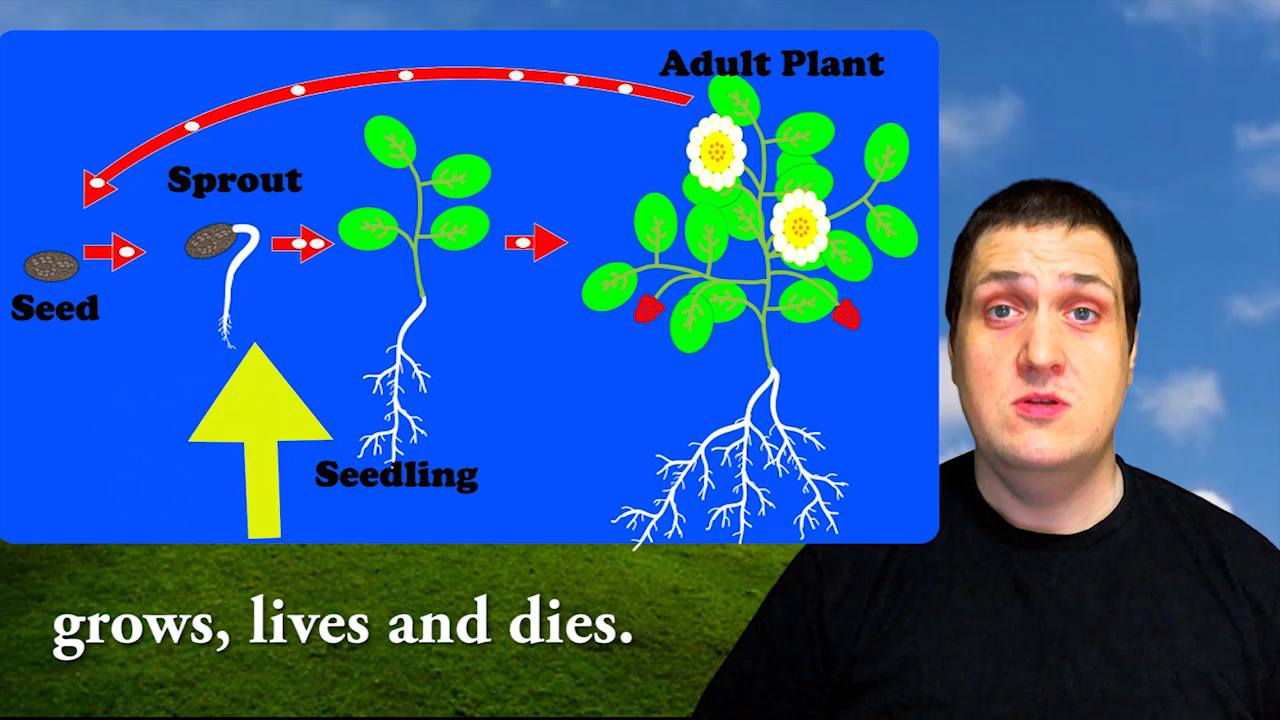 Adult Plant
Sprout
Seed
Seedling
grows, lives and dies.